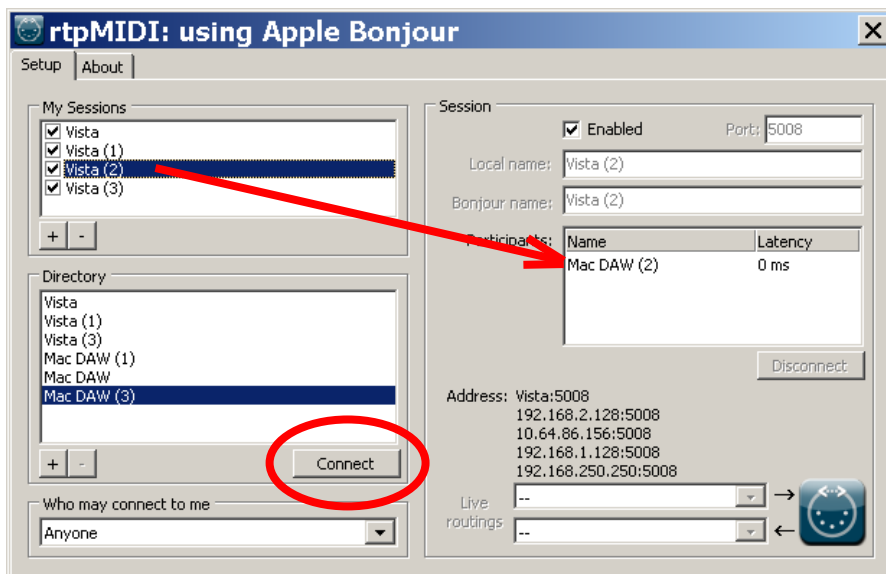 rtpMIDI: using Apple Bonjour
Setup
About
My Sessions
Vista
Vista (1)
Vista (2)
Vista (3)
+ -
Directory
Vista
Vista (1)
Vista (3)
Mac DAW (1)
Mac DAW
Mac DAW (3)
+ -
Connect
Who may connect to me
Anyone
Session
Enabled
Port: 5008
Local name: Vista (2)
Bonjour name: Vista (2)
Participants:
Name Latency
Mac DAW (2) 0 ms
Disconnect
Address: Vista:5008
192.168.2.128:5008
10.64.86.156:5008
192.168.1.128:5008
192.168.250.250:5008
Live
routings
--
--